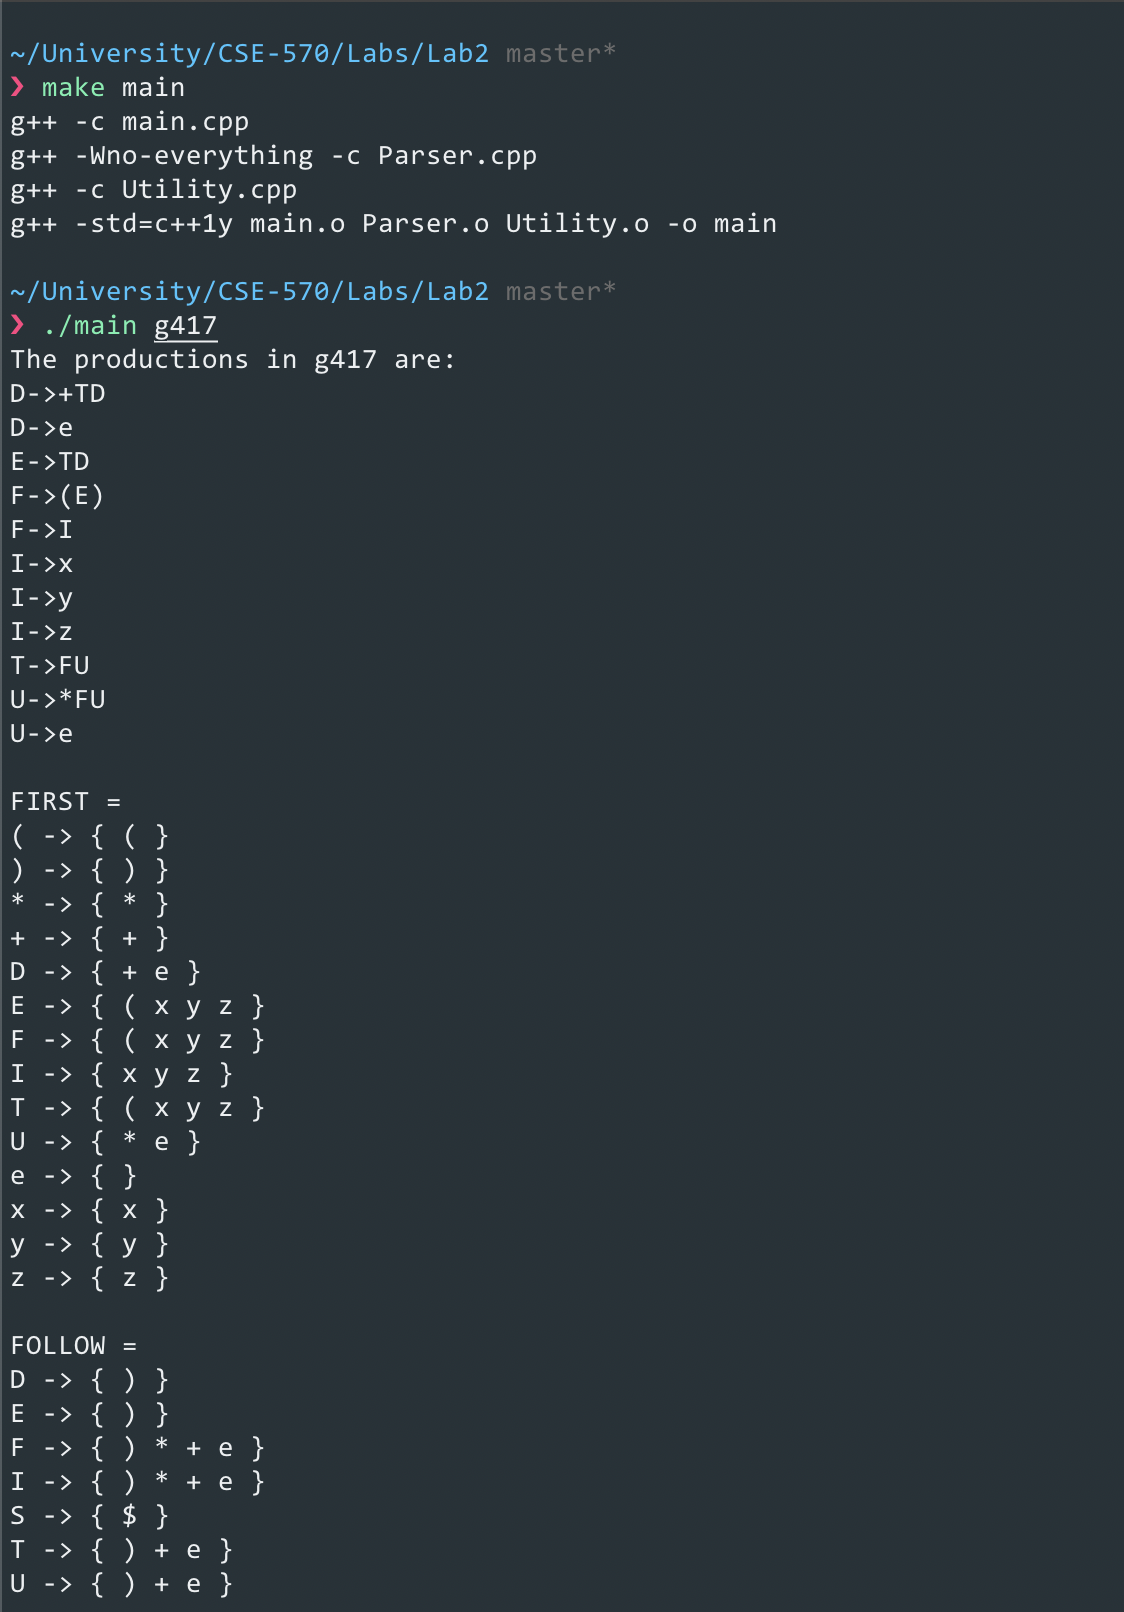 ~/University/CSE-570/Labs/Lab2 master*
❯ make main
g++ -c main.cpp
g++ -Wno-everything -c Parser.cpp
g++ -c Utility.cpp
g++ -std=c++1y main.o Parser.o Utility.o -o main
~/University/CSE-570/Labs/Lab2 master*
❯ ./main g417
The productions in g417 are:
D->+TD
D->e
E->TD
F->(E)
F->I
I->x
I->y
I->z
T->FU
U->*FU
U->e
FIRST =
( -> { ( }
) -> { ) }
* -> { * }
+ -> { + }
D -> { + e }
E -> { ( x y z }
F -> { ( x y z }
I -> { x y z }
T -> { ( x y z }
U -> { * e }
e -> { }
x -> { x }
y -> { y }
z -> { z }
FOLLOW =
D -> { ) }
E -> { ) }
F -> { ) * + e }
I -> { ) * + e }
S -> { $ }
T -> { ) + e }
U -> { ) + e }